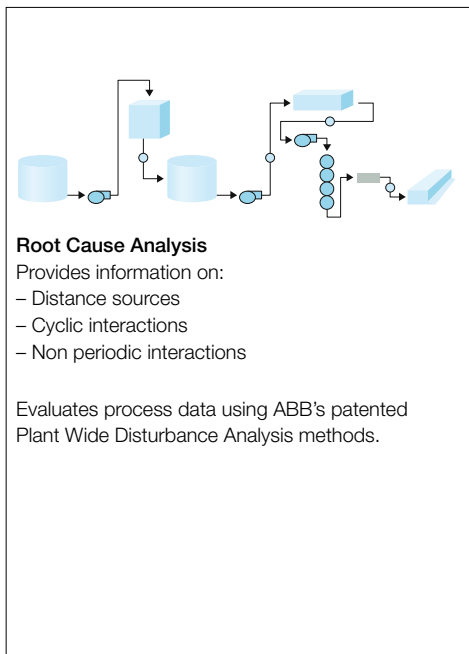 Root Cause Analysis
Provides information on:
– Distance sources
– Cyclic interactions
– Non periodic interactions
Evaluates process data using ABB's patented
Plant Wide Disturbance Analysis methods.